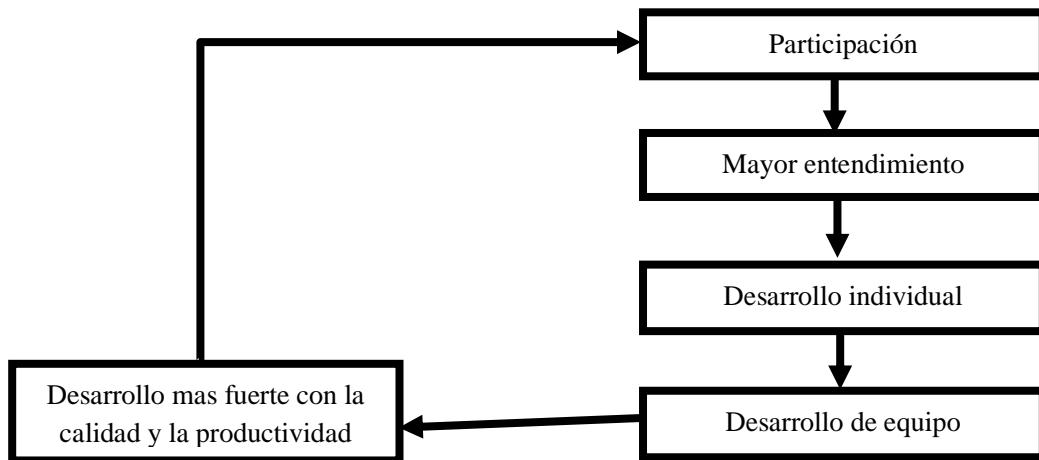 Participación
Mayor entendimiento
Desarrollo individual
Desarrollo de equipo
Desarrollo mas fuerte con la
calidad y la productividad